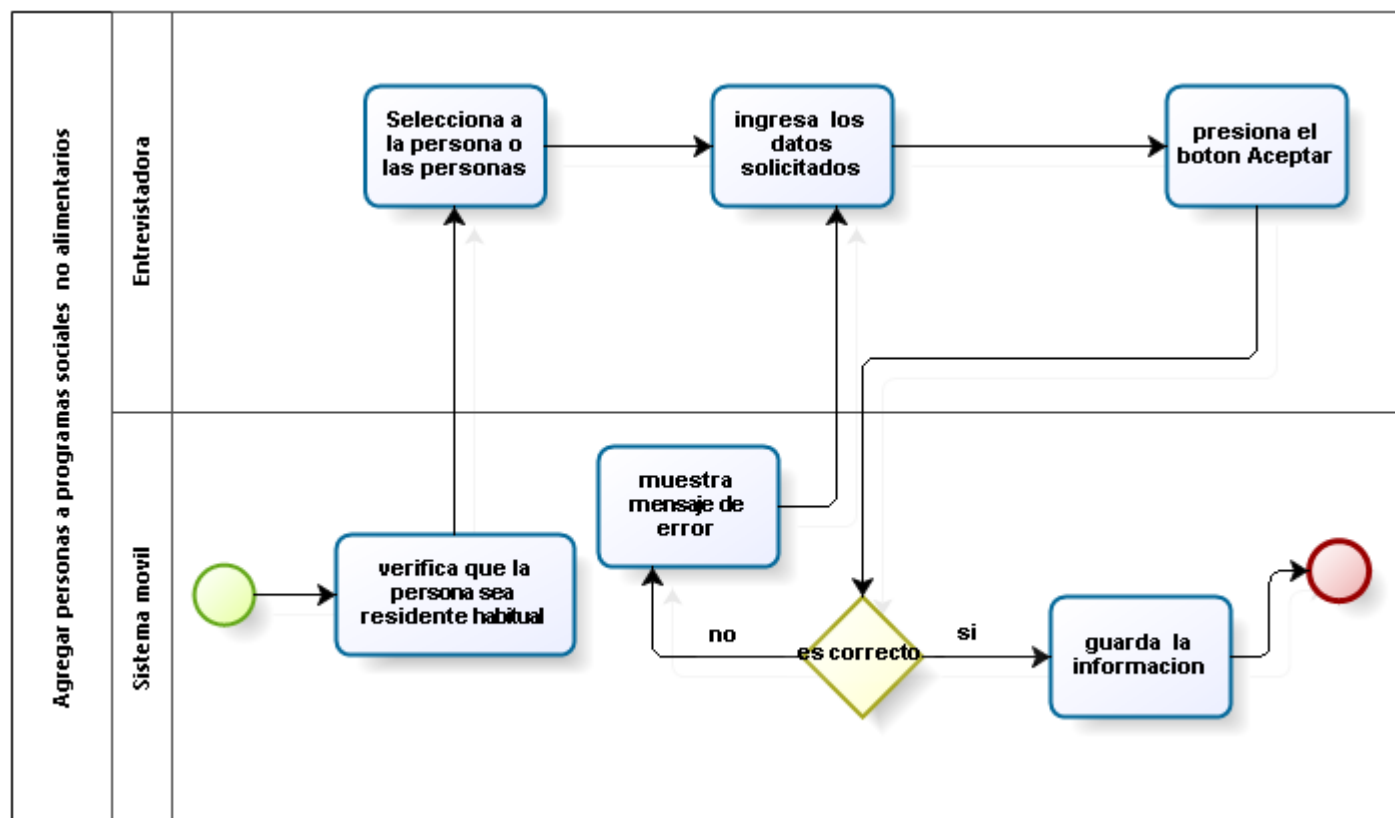 Agregar personas a programas sociales no alimentarios
Entrevistadora
Selecciona a
la persona o
las personas
ingresa los
datos
solicitados
presiona el
boton Aceptar
Sistema movil
verifica que la
persona sea
residente habitual
muestra
mensaje de
error
no
es correcto
si
guarda la
informacion